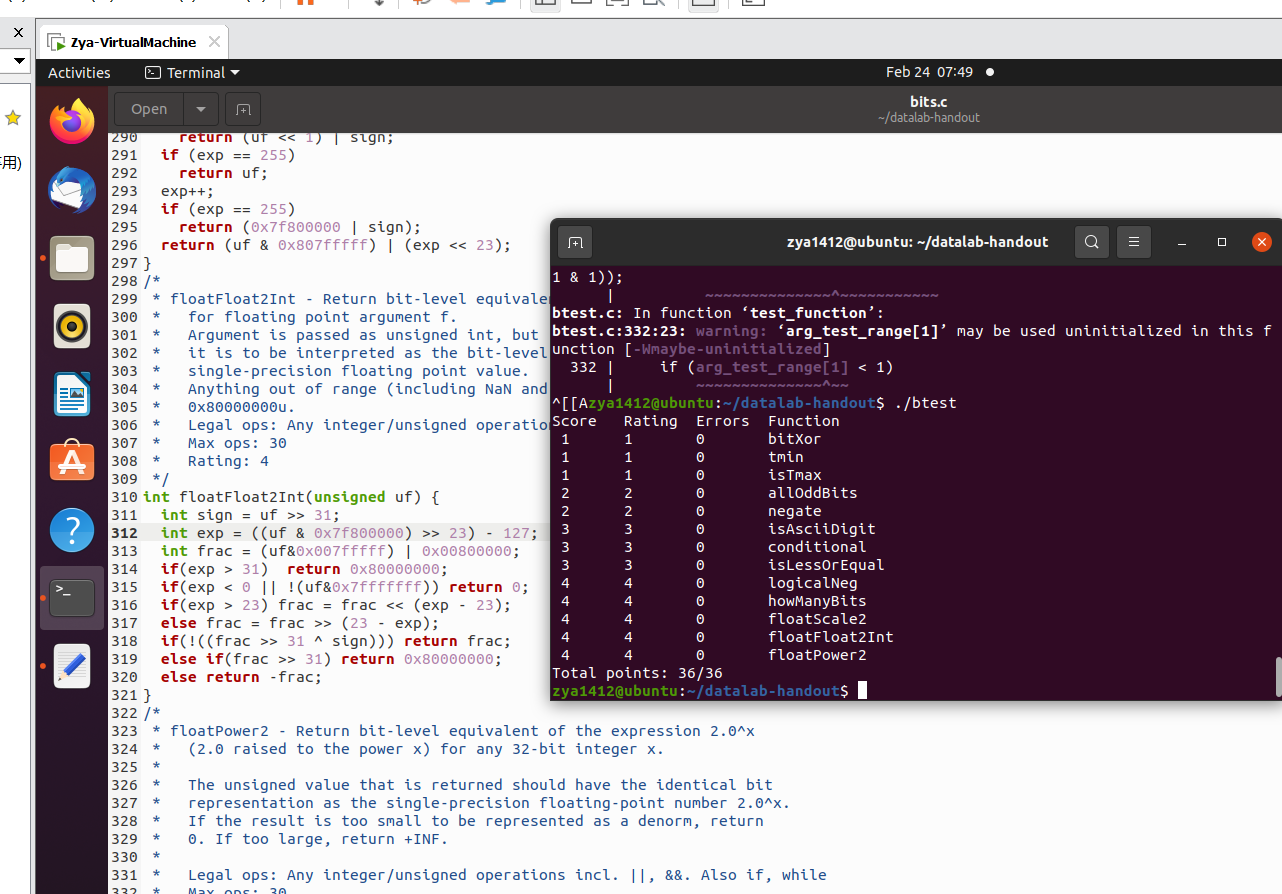 Zya-VirtualMachine
Activities
Terminal
Feb 24 07:49
Open
bits.c
~/datalab-handout
用)
290     return (uf << 1) | sign;
291   if (exp == 255)
292     return uf;
293   exp++;
294   if (exp == 255)
295     return (0x7f800000 | sign);
296   return (uf & 0x807fffff) | (exp << 23);
297 }
298 /*
299  * floatFloat2Int - Return bit-level equivale
300  *   for floating point argument f.
301  *   Argument is passed as unsigned int, but
302  *   it is to be interpreted as the bit-level
303  *   single-precision floating point value.
304  *   Anything out of range (including NaN and
305  *   0x80000000u.
306  *   Legal ops: Any integer/unsigned operation
307  *   Max ops: 30
308  *   Rating: 4
309  */
310 int floatFloat2Int(unsigned uf) {
311   int sign = uf >> 31;
312   int exp = ((uf & 0x7f800000) >> 23) - 127;
313   int frac = (uf&0x007fffff) | 0x00800000;
314   if(exp > 31)  return 0x80000000;
315   if(exp < 0 || !(uf&0x7fffffff)) return 0;
316   if(exp > 23) frac = frac << (exp - 23);
317   else frac = frac >> (23 - exp);
318   if(!((frac >> 31 ^ sign))) return frac;
319   else if(frac >> 31) return 0x80000000;
320   else return -frac;
321 }
322 /*
323  * floatPower2 - Return bit-level equivalent of the expression 2.0^x
324  *   (2.0 raised to the power x) for any 32-bit integer x.
325  *
326  *   The unsigned value that is returned should have the identical bit
327  *   representation as the single-precision floating-point number 2.0^x.
328  *   If the result is too small to be represented as a denorm, return
329  *   0. If too large, return +INF.
330  *
331  *   Legal ops: Any integer/unsigned operations incl. ||, &&. Also if, while
332  *   Max ops: 30
zya1412@ubuntu: ~/datalab-handout
1 & 1));
      |          ~~~~~~~~~~~~~~^~~~~~~~~~~~
btest.c: In function ‘test_function’:
btest.c:332:23: warning: ‘arg_test_range[1]’ may be used uninitialized in this f
unction [-Wmaybe-uninitialized]
  332 |     if (arg_test_range[1] < 1)
      |         ~~~~~~~~~~~~~~^~~
^[[Azya1412@ubuntu:~/datalab-handout$ ./btest
Score   Rating  Errors  Function
 1      1       0       bitXor
 1      1       0       tmin
 1      1       0       isTmax
 2      2       0       allOddBits
 2      2       0       negate
 3      3       0       isAsciiDigit
 3      3       0       conditional
 3      3       0       isLessOrEqual
 4      4       0       logicalNeg
 4      4       0       howManyBits
 4      4       0       floatScale2
 4      4       0       floatFloat2Int
 4      4       0       floatPower2
Total points: 36/36
zya1412@ubuntu:~/datalab-handout$